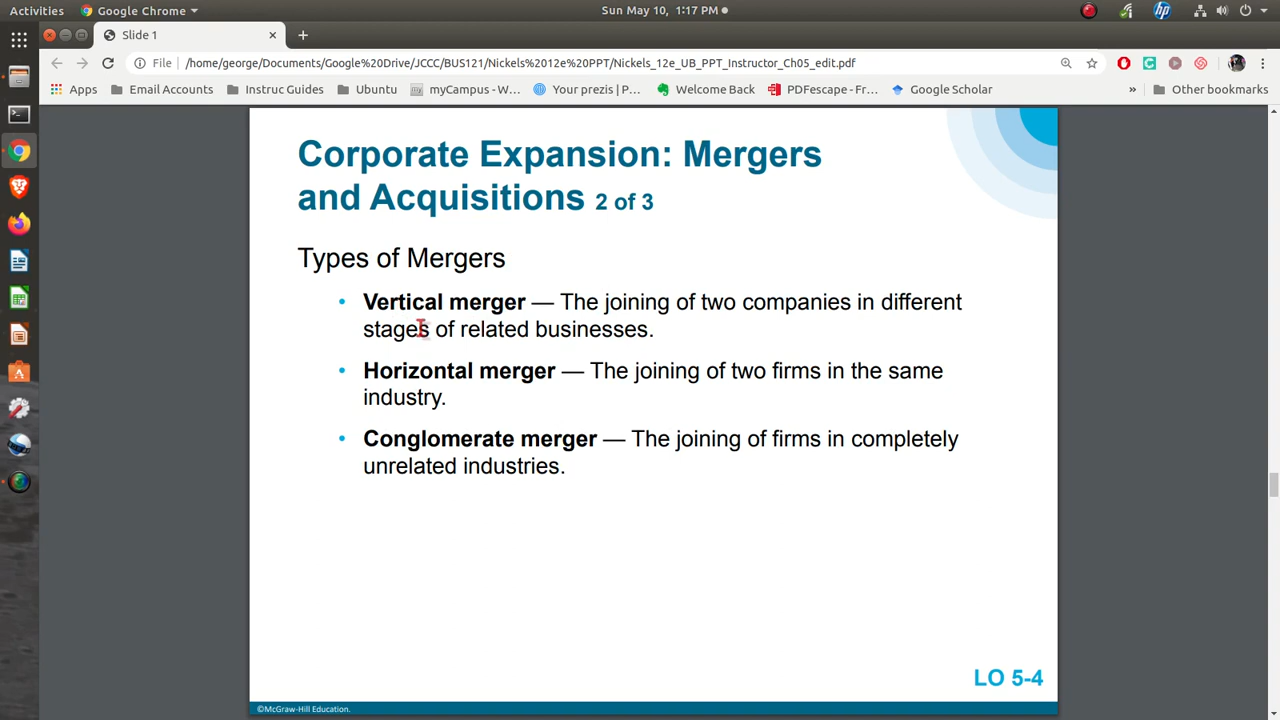 Activities
Google Chrome
Sun May 10, 1:17 PM
Slide 1
File
/home/george/Documents/Google%20Drive/JCCC/BUS121/Nickels%2012e%20PPT/Nickels_12e_UB_PPT_Instructor_Ch05_edit.pdf
Apps
Email Accounts
Instruc Guides
Ubuntu
myCampus - W...
Your prezis | P...
Welcome Back
PDFescape - Fr...
Google Scholar
»
Other bookmarks
Corporate Expansion: Mergers
and Acquisitions 2 of 3
Types of Mergers
• Vertical merger — The joining of two companies in different
stages of related businesses.
• Horizontal merger — The joining of two firms in the same
industry.
• Conglomerate merger — The joining of firms in completely
unrelated industries.
LO 5-4
©McGraw-Hill Education.